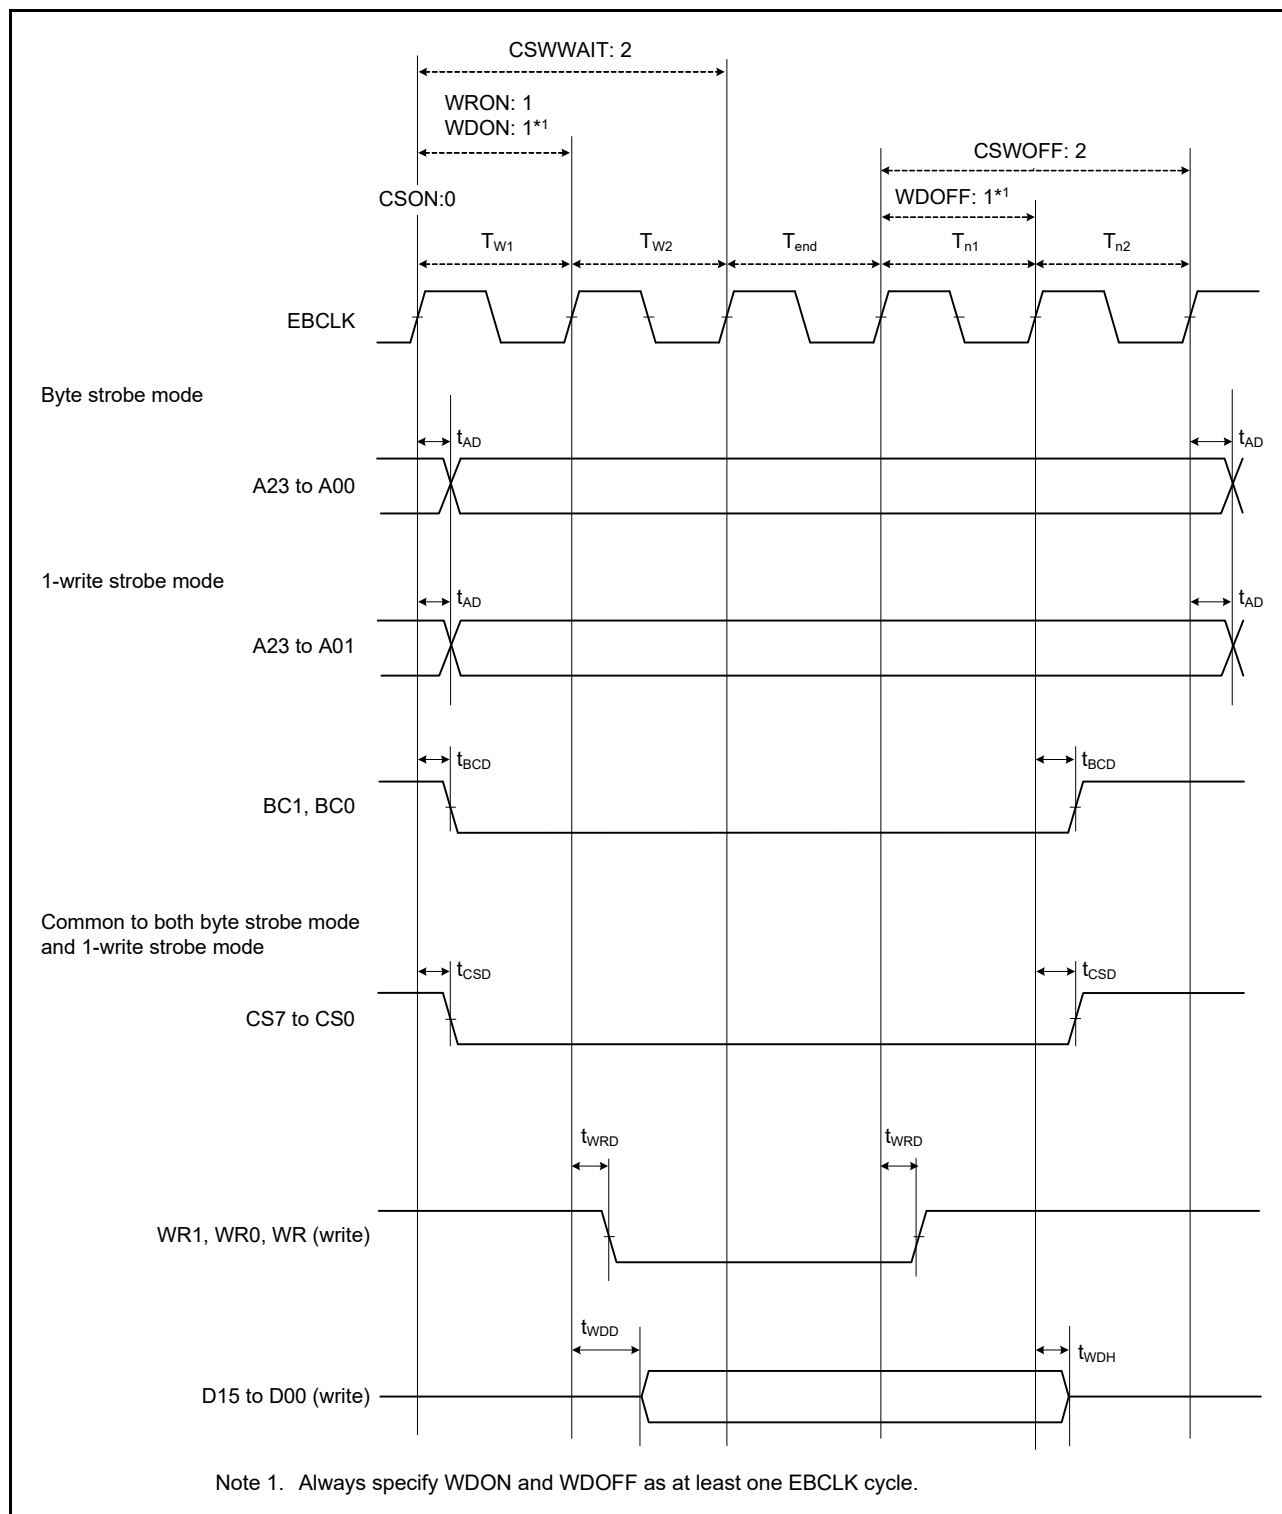 CSWWAIT: 2
WRON: 1
WDON: 1*1
CSWOFF: 2
CSON:0
WDOFF: 1*1
TW1 TW2 Tend Tn1 Tn2
EBCLK
Byte strobe mode
tAD tAD
A23 to A00
1-write strobe mode
tAD tAD
A23 to A01
tBCD tBCD
BC1, BC0
Common to both byte strobe mode
and 1-write strobe mode
tCSD tCSD
CS7 to CS0
tWRD tWRD
WR1, WR0, WR (write)
tWDD
tWDH
D15 to D00 (write)
Note 1. Always specify WDON and WDOFF as at least one EBCLK cycle.